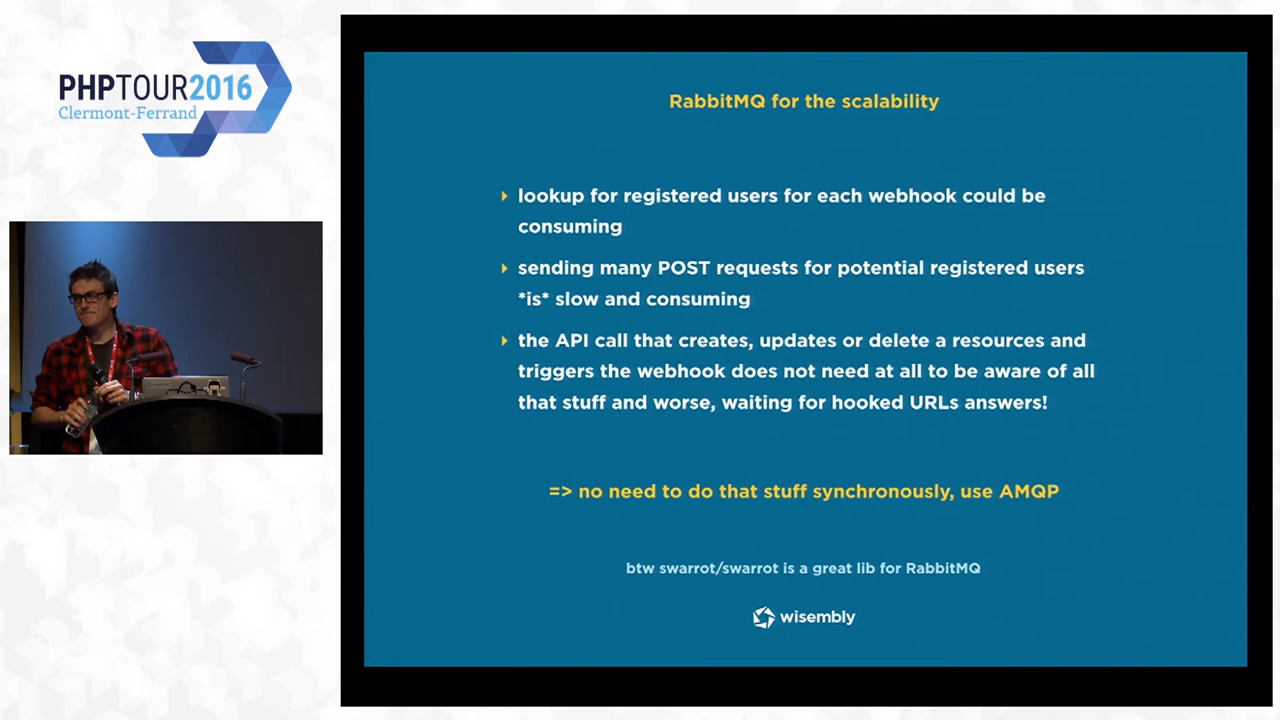 PHPTOUR2016
Clermont-Ferrand
RabbitMQ for the scalability
lookup for registered users for each webhook could be
consuming
sending many POST requests for potential registered users
*is* slow and consuming
the API call that creates, updates or delete a resources and
triggers the webhook does not need at all to be aware of all
that stuff and worse, waiting for hooked URLs answers!
=> no need to do that stuff synchronously, use AMQP
btw swarrot/swarrot is a great lib for RabbitMQ
wisembly